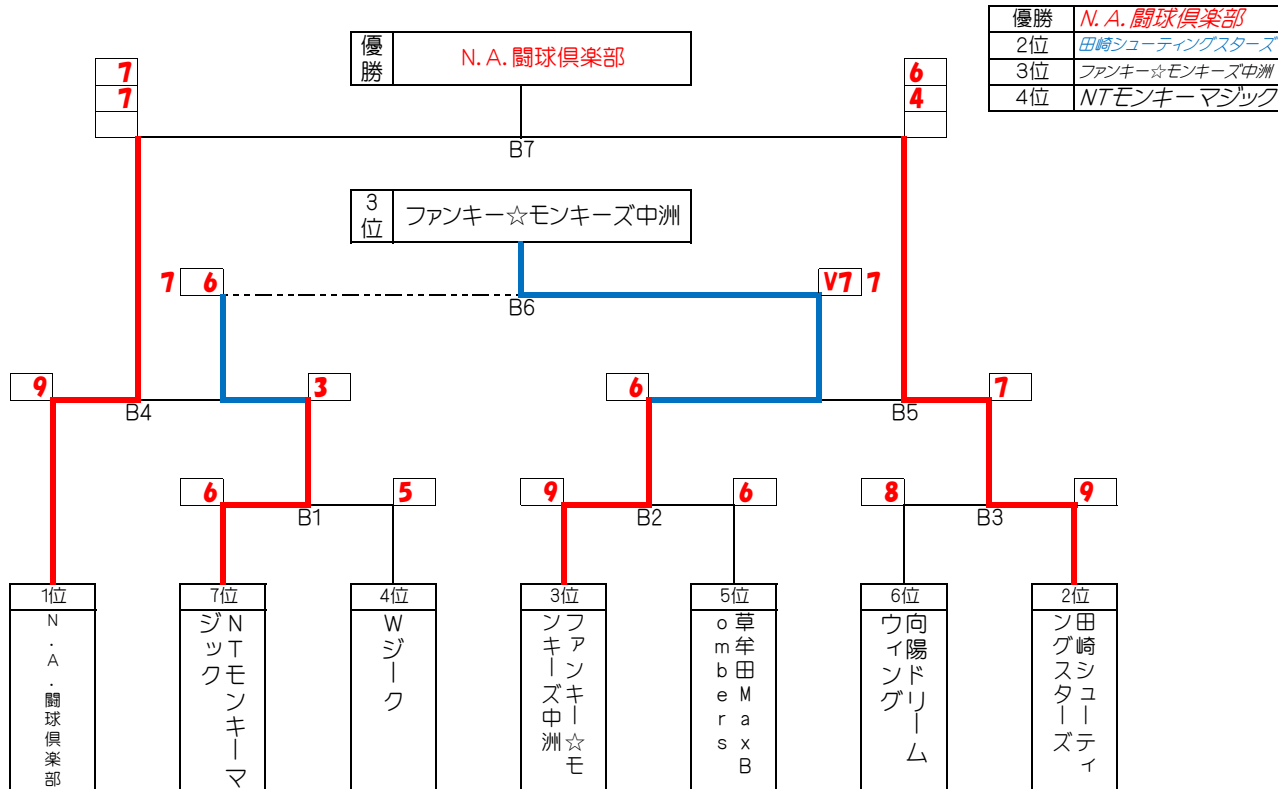 優勝 N.A.闘球倶楽部
2位 田崎シューティングスターズ
3位 ファンキー☆モンキーズ中洲
4位 NTモンキーマジック
優勝 N.A.闘球倶楽部
7 6
7 4
B7
3位 ファンキー☆モンキーズ中洲
7 6 V7 7
B6
9 3 6 7
B4 B5
6 5 9 6 8 9
B1 B2 B3
1位 7位 4位 3位 5位 6位 2位
N.A.闘球倶楽部
NTモンキーマジック
Wジーク
ファンキー☆モンキーズ中洲
草牟田MaxBombers
向陽ドリームウィング
田崎シューティングスターズ